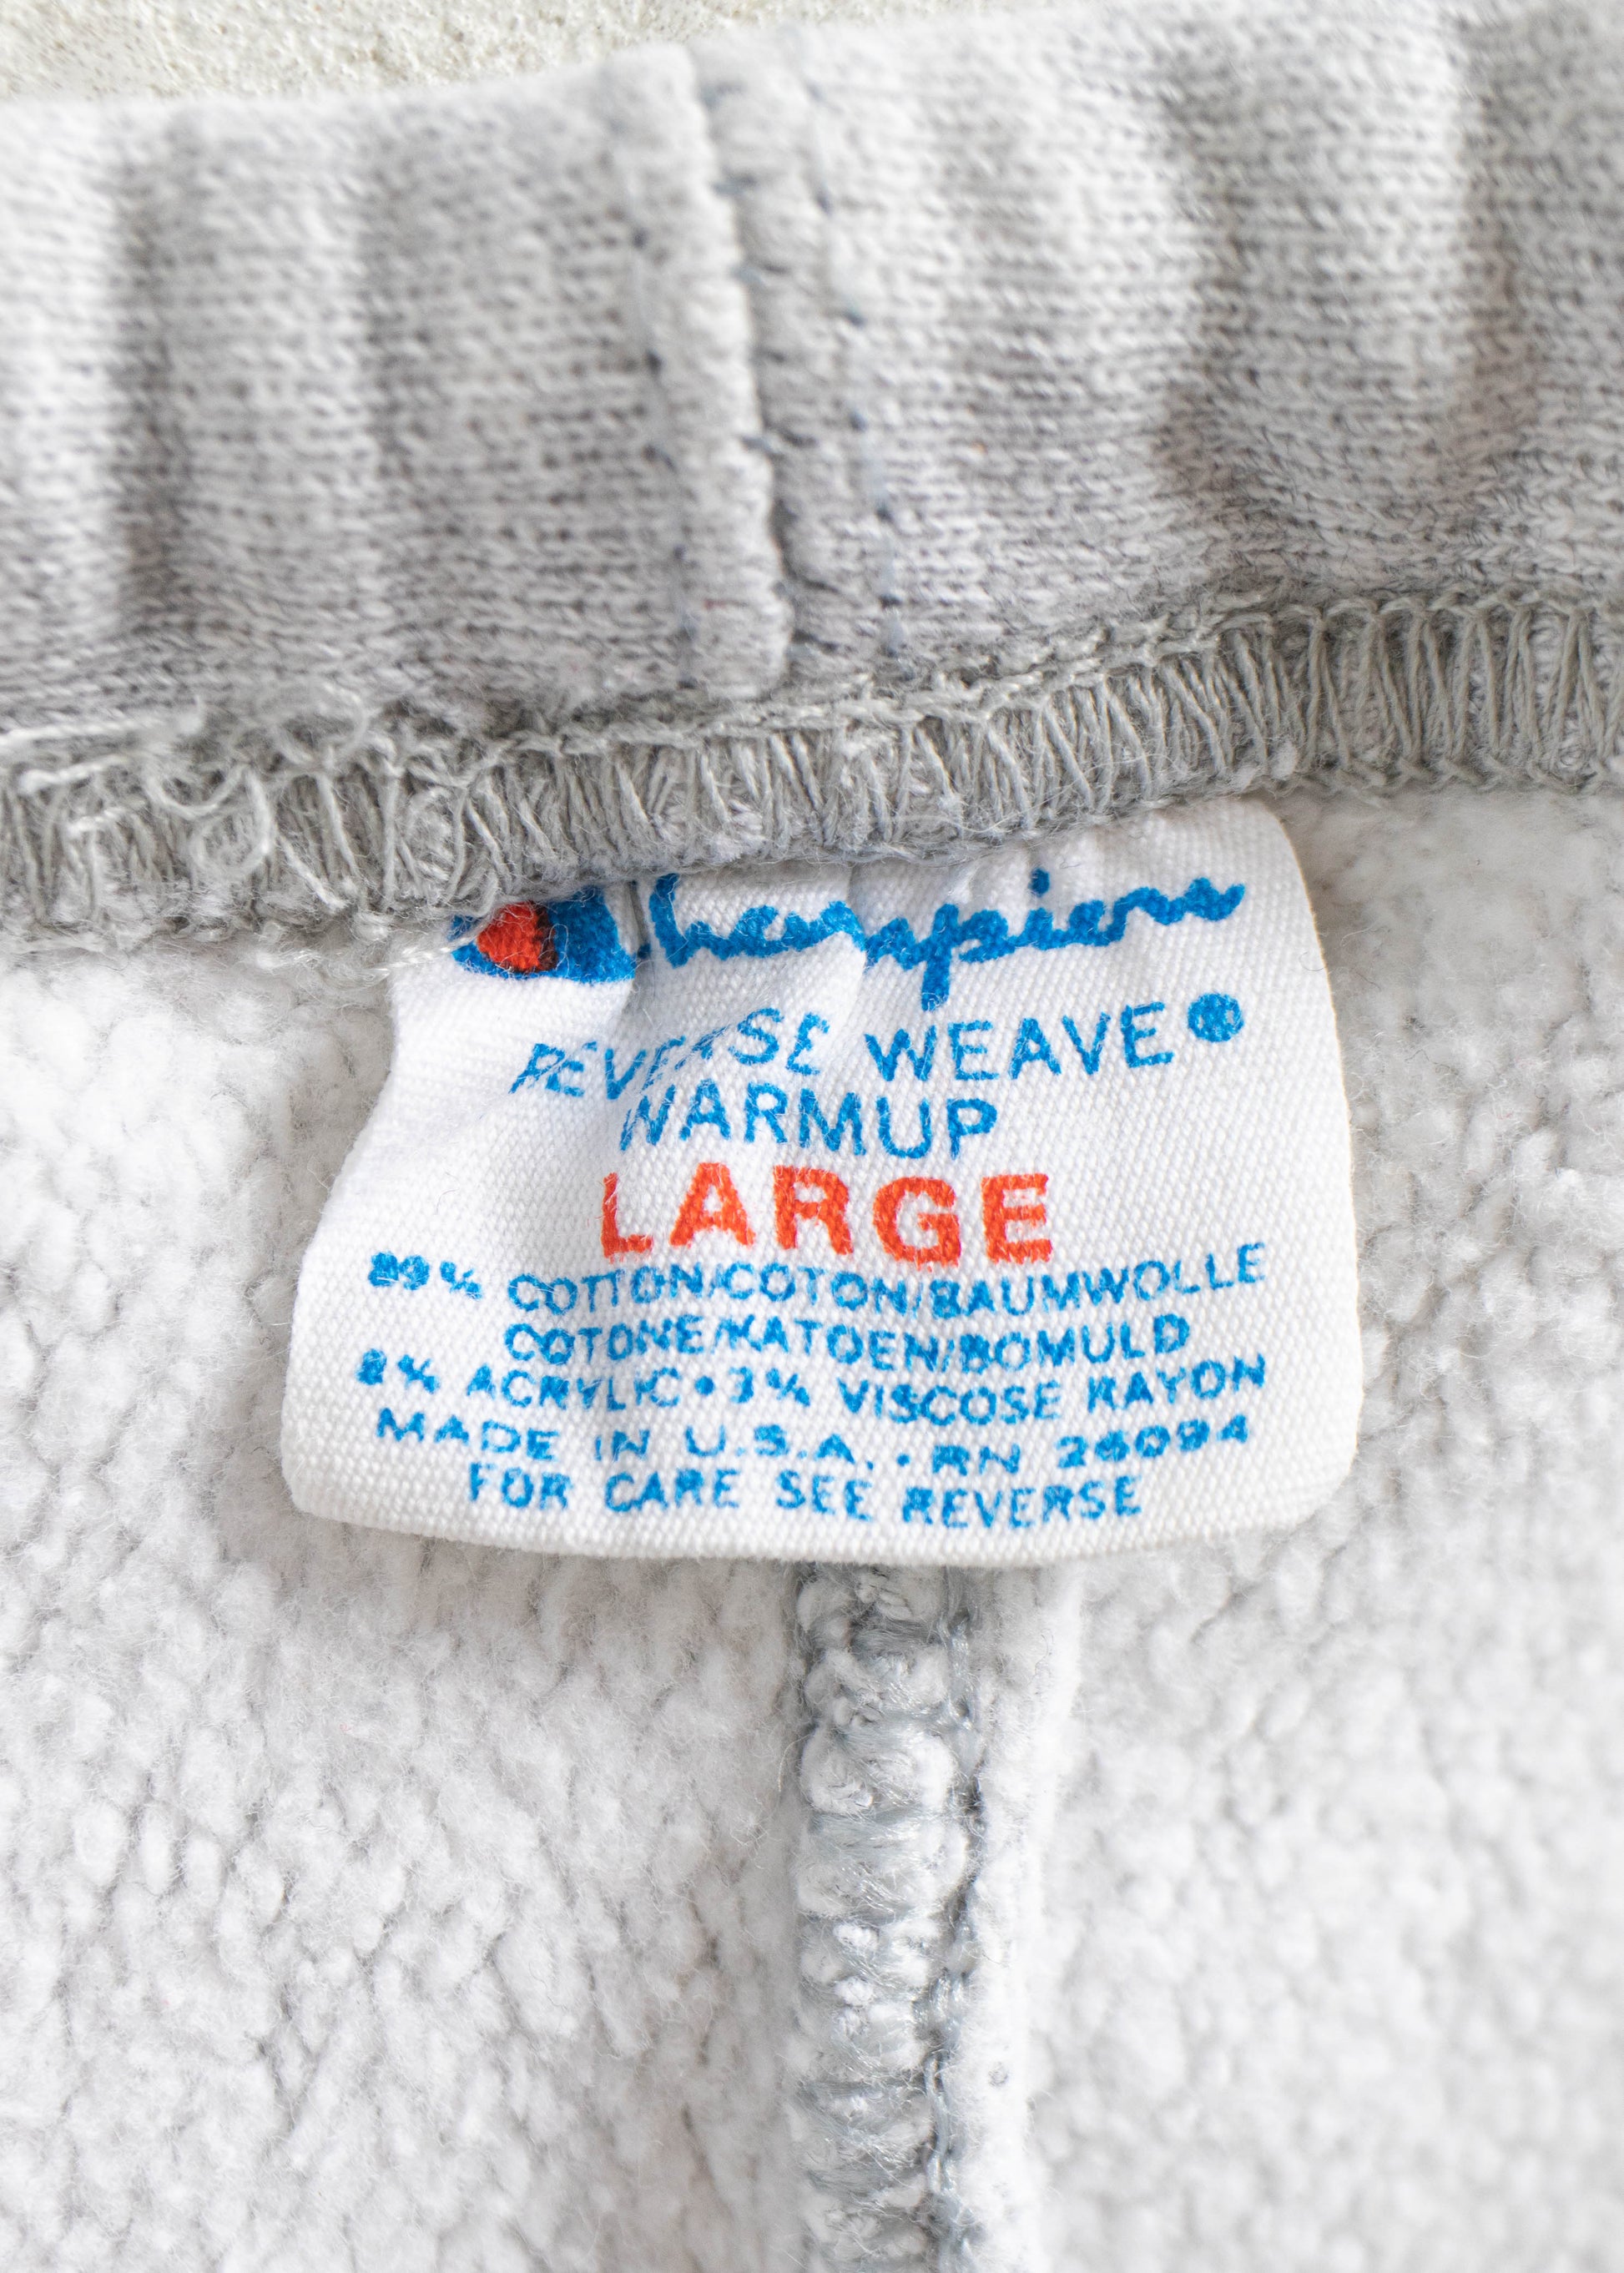 Champion
REVERSE WEAVE®
WARMUP
LARGE
89% COTTON/COTON/BAUMWOLLE
COTONE/KATOEN/BOMULD
8% ACRYLIC•3% VISCOSE RAYON
MADE IN U.S.A.•RN 26094
FOR CARE SEE REVERSE